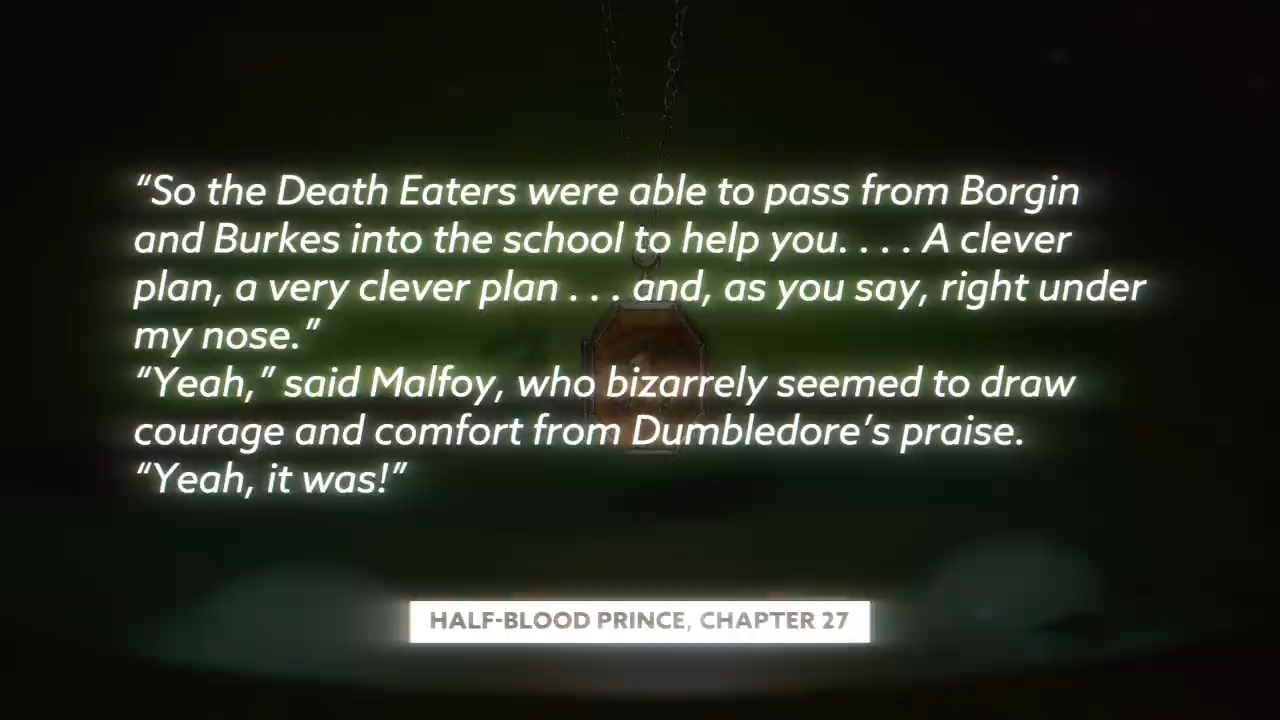 “So the Death Eaters were able to pass from Borgin
and Burkes into the school to help you. . . . A clever
plan, a very clever plan . . . and, as you say, right under
my nose.”
“Yeah,” said Malfoy, who bizarrely seemed to draw
courage and comfort from Dumbledore’s praise.
“Yeah, it was!”
HALF-BLOOD PRINCE, CHAPTER 27